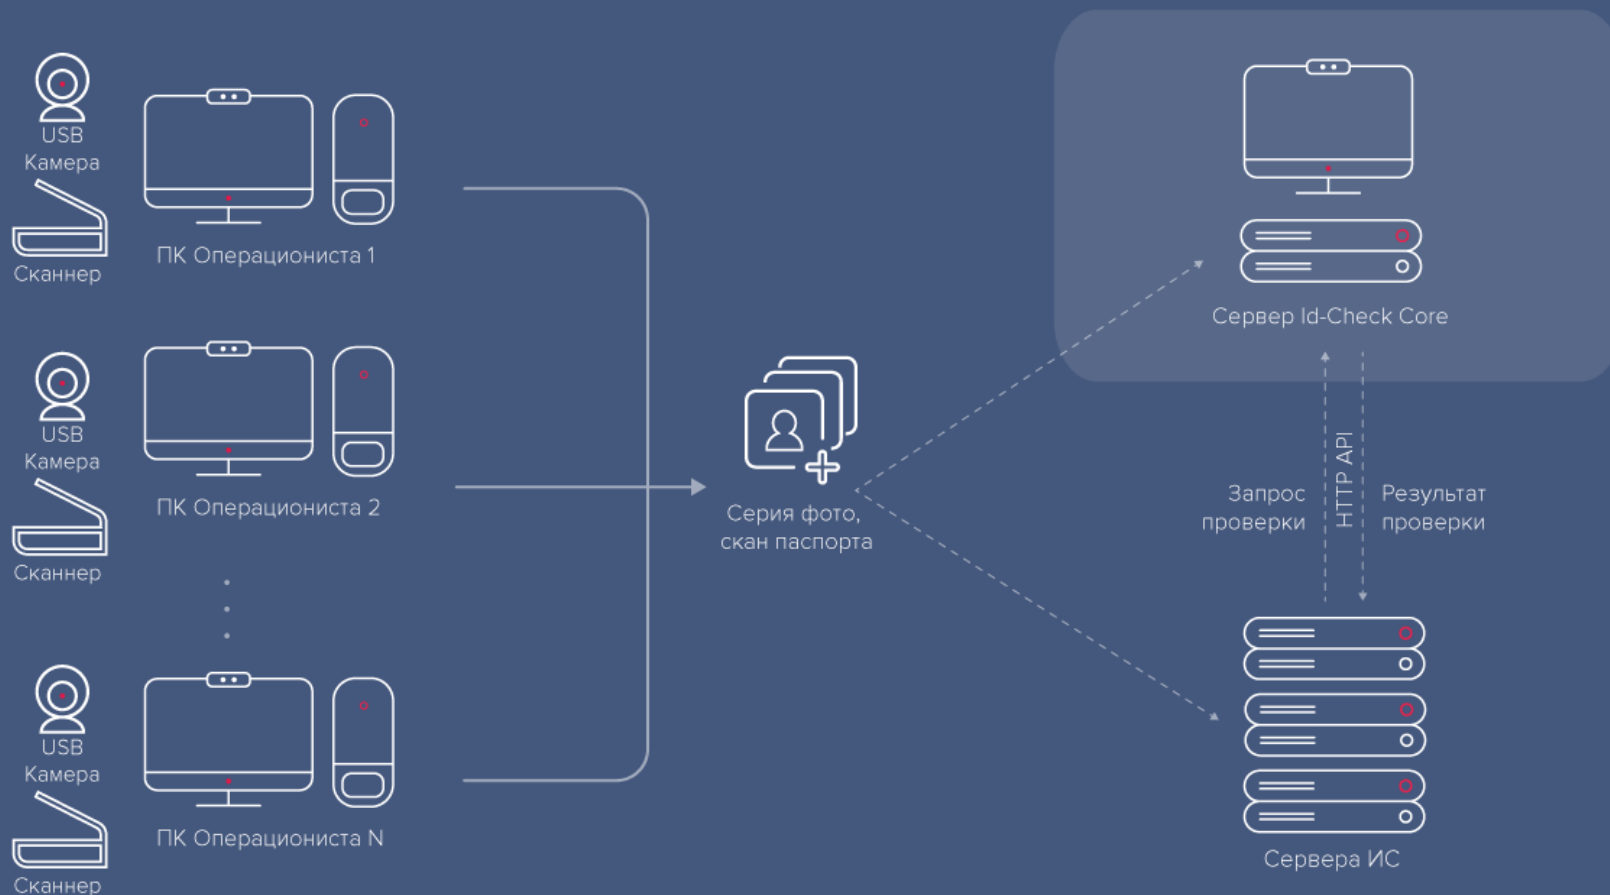 USB
Камера
Сканнер
ПК Операциониста 1
USB
Камера
Сканнер
ПК Операциониста 2
USB
Камера
Сканнер
ПК Операциониста N
Серия фото,
скан паспорта
Сервер Id-Check Core
Запрос
проверки
HTTP API
Результат
проверки
Сервера ИС